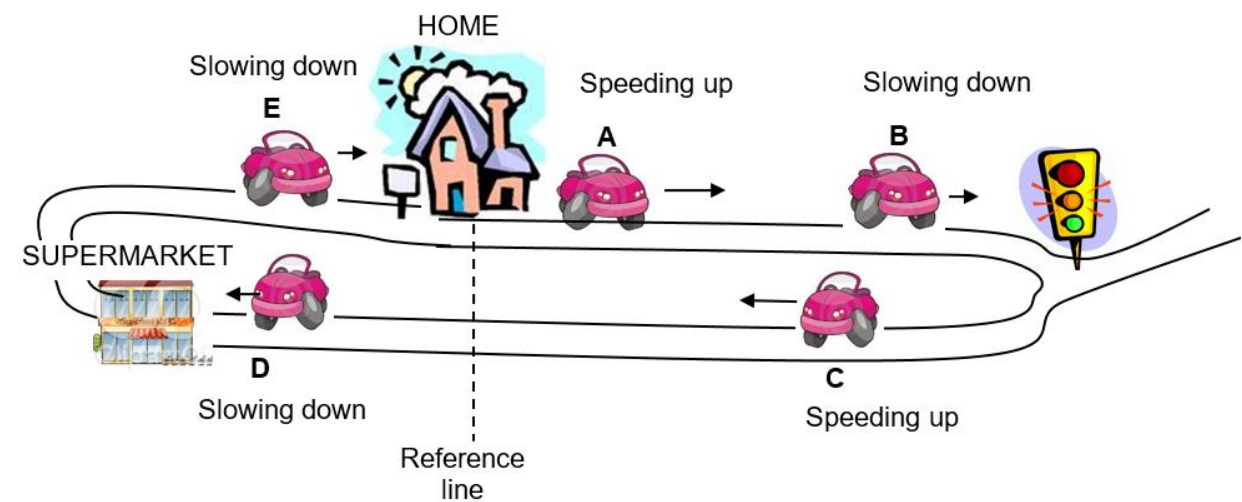 HOME
Slowing down
E
Speeding up
A
Slowing down
B
SUPERMARKET
D
Slowing down
C
Speeding up
Reference
line